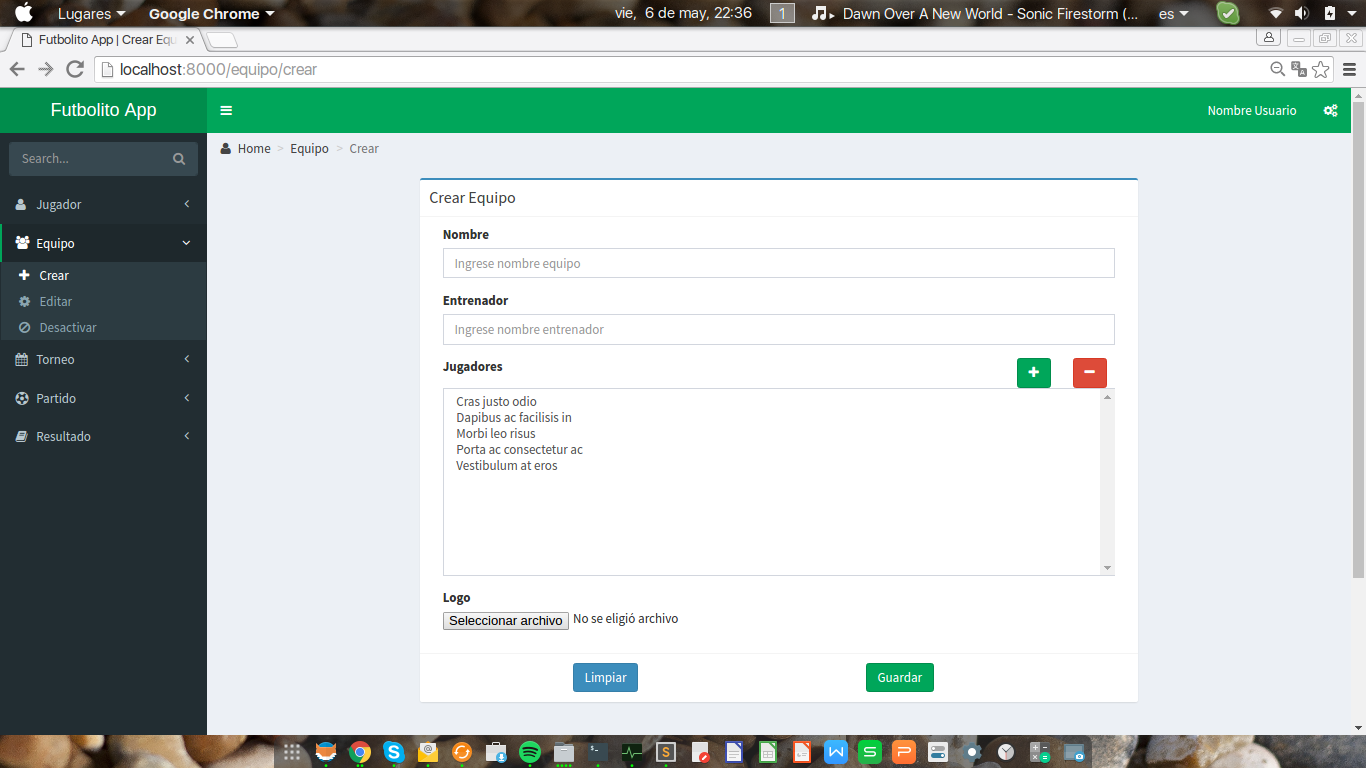 Lugares Google Chrome vie, 6 de may, 22:36 1 Dawn Over A New World - Sonic Firestorm (... es
Futbolito App | Crear Equ
localhost:8000/equipo/crear
Futbolito App Nombre Usuario
Search...
Home > Equipo > Crear
Jugador
Equipo
Crear
Editar
Desactivar
Torneo
Partido
Resultado
Crear Equipo
Nombre
Ingrese nombre equipo
Entrenador
Ingrese nombre entrenador
Jugadores
Cras justo odio
Dapibus ac facilisis in
Morbi leo risus
Porta ac consectetur ac
Vestibulum at eros
Logo
Seleccionar archivo No se eligió archivo
Limpiar Guardar